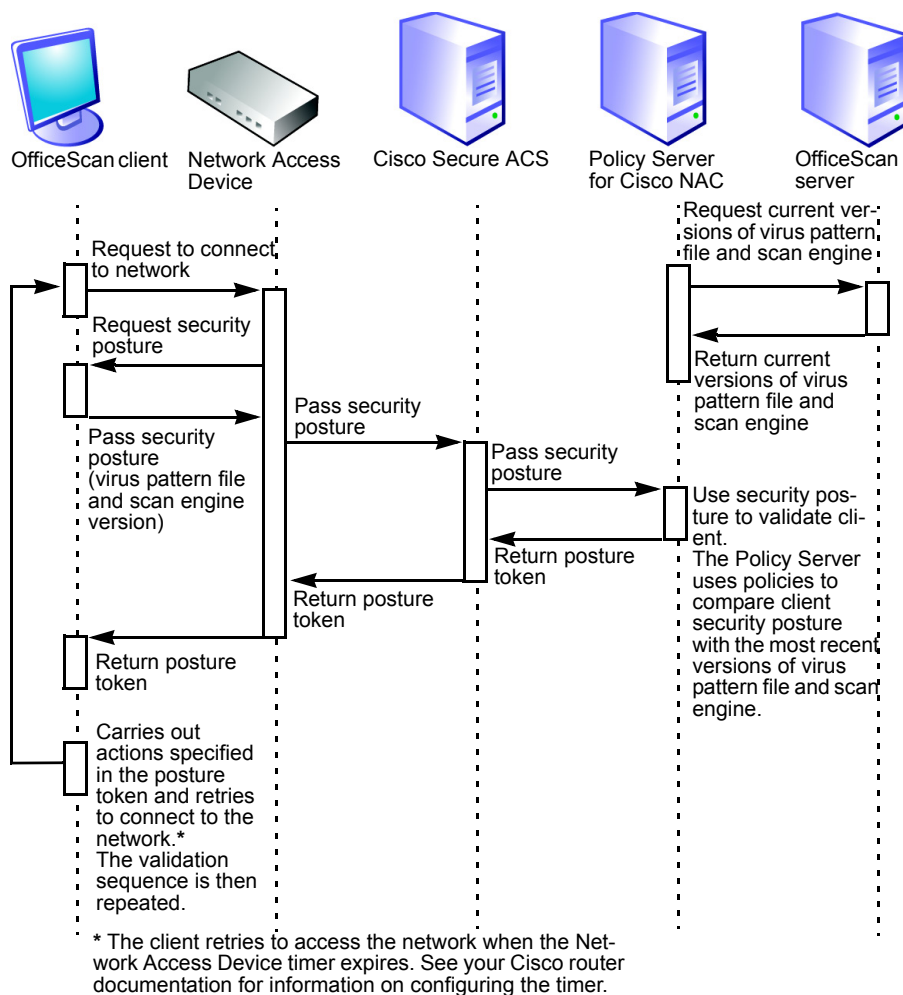 OfficeScan client
Network Access
Device
Cisco Secure ACS
Policy Server
for Cisco NAC
OfficeScan
server
Request current ver-
sions of virus pattern
file and scan engine
Request to connect
to network
Request security
posture
Return current
versions of virus
pattern file and
scan engine
Pass security
posture
(virus pattern file
and scan engine
version)
Pass security
posture
Pass security
posture
Use security pos-
ture to validate cli-
ent.
The Policy Server
uses policies to
compare client
security posture
with the most recent
versions of virus
pattern file and scan
engine.
Return posture
token
Return posture
token
Return posture
token
Carries out
actions specified
in the posture
token and retries
to connect to the
network.*
The validation
sequence is then
repeated.
* The client retries to access the network when the Net-
work Access Device timer expires. See your Cisco router
documentation for information on configuring the timer.